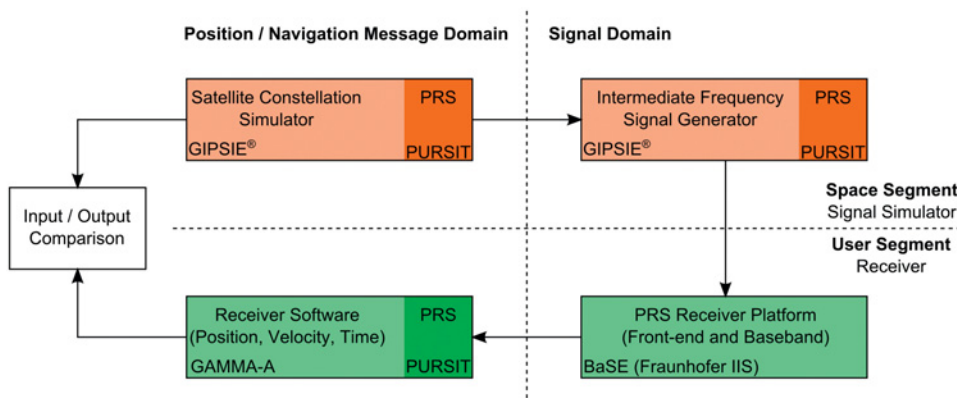 Position / Navigation Message Domain
Signal Domain
Satellite Constellation
Simulator
GIPSIE®
PRS
PURSIT
Intermediate Frequency
Signal Generator
GIPSIE®
PRS
PURSIT
Input / Output
Comparison
Space Segment
Signal Simulator
User Segment
Receiver
Receiver Software
(Position, Velocity, Time)
GAMMA-A
PRS
PURSIT
PRS Receiver Platform
(Front-end and Baseband)
BaSE (Fraunhofer IIS)